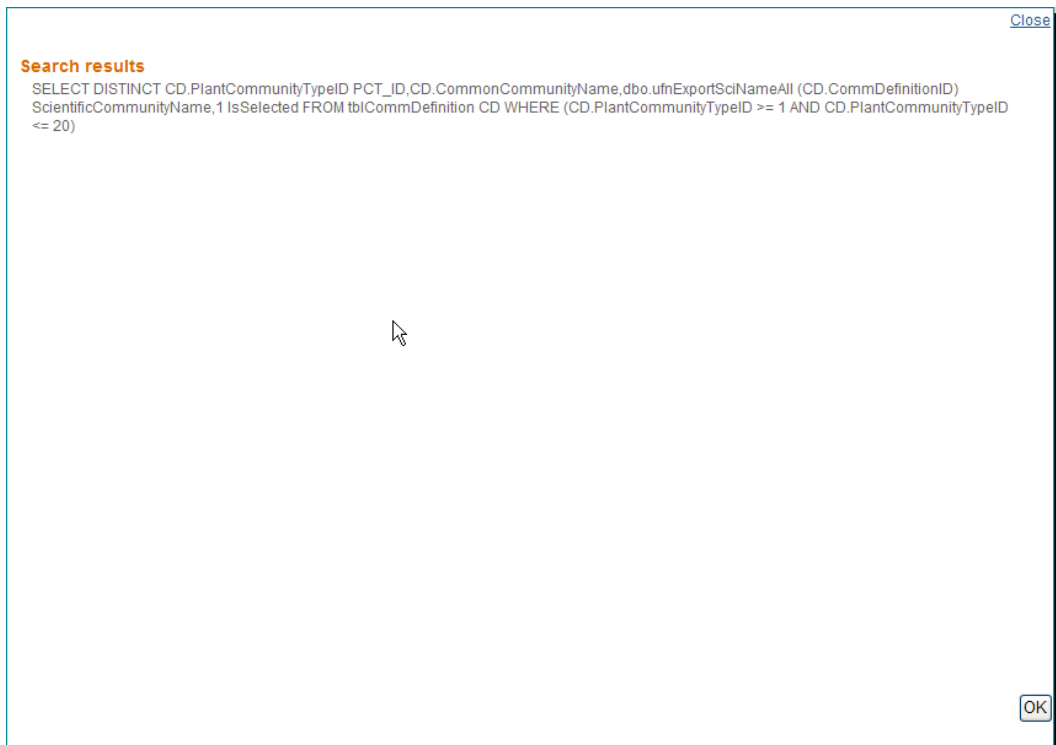 Close
Search results
SELECT DISTINCT CD.PlantCommunityTypeID PCT_ID,CD.CommonCommunityName,dbo.ufnExportSciNameAll (CD.CommDefinitionID)
ScientificCommunityName,1 IsSelected FROM tblCommDefinition CD WHERE (CD.PlantCommunityTypeID >= 1 AND CD.PlantCommunityTypeID
<= 20)
OK